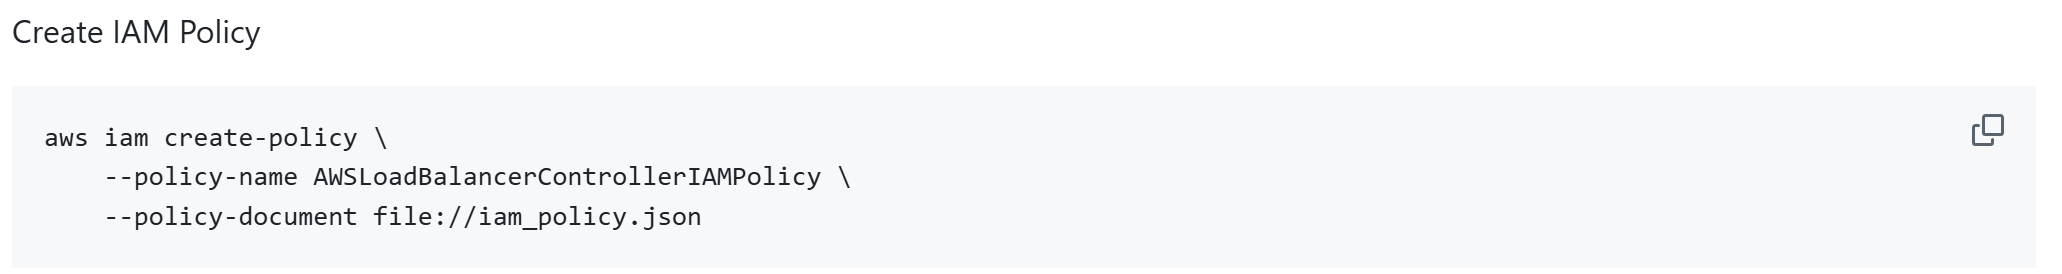 Create IAM Policy
aws iam create-policy \
    --policy-name AWSLoadBalancerControllerIAMPolicy \
    --policy-document file://iam_policy.json